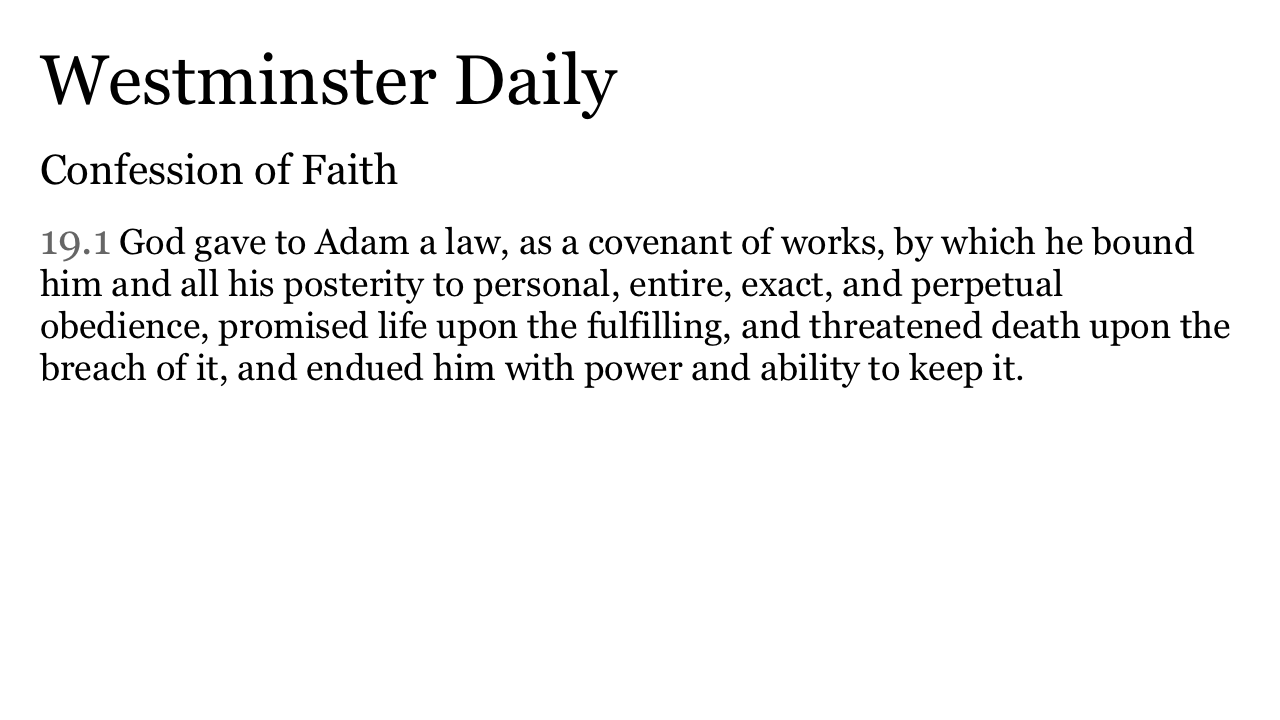 Westminster Daily
Confession of Faith
19.1 God gave to Adam a law, as a covenant of works, by which he bound
him and all his posterity to personal, entire, exact, and perpetual
obedience, promised life upon the fulfilling, and threatened death upon the
breach of it, and endued him with power and ability to keep it.